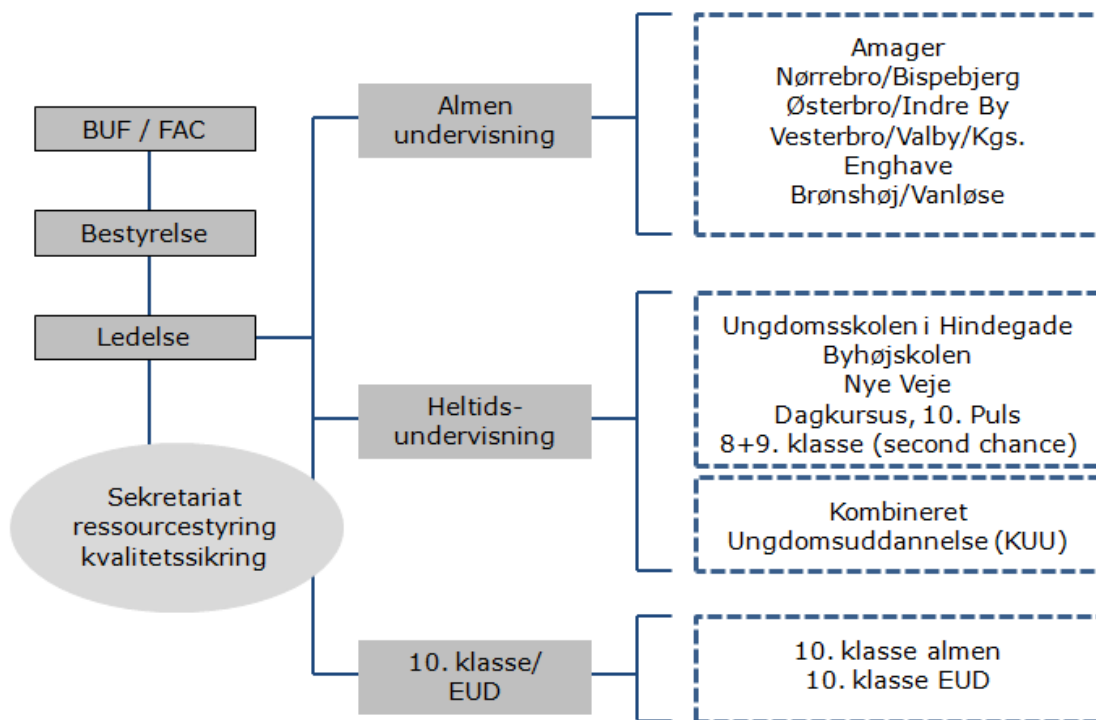 BUF / FAC
Bestyrelse
Ledelse
Sekretariat
ressourcestyring
kvalitetssikring
Almen
undervisning
Amager
Nørrebro/Bispebjerg
Østerbro/Indre By
Vesterbro/Valby/Kgs.
Enghave
Brønshøj/Vanløse
Heltids-
undervisning
Ungdomsskolen i Hindegade
Byhøjskolen
Nye Veje
Dagkursus, 10. Puls
8+9. klasse (second chance)
Kombineret
Ungdomsuddannelse (KUU)
10. klasse/
EUD
10. klasse almen
10. klasse EUD